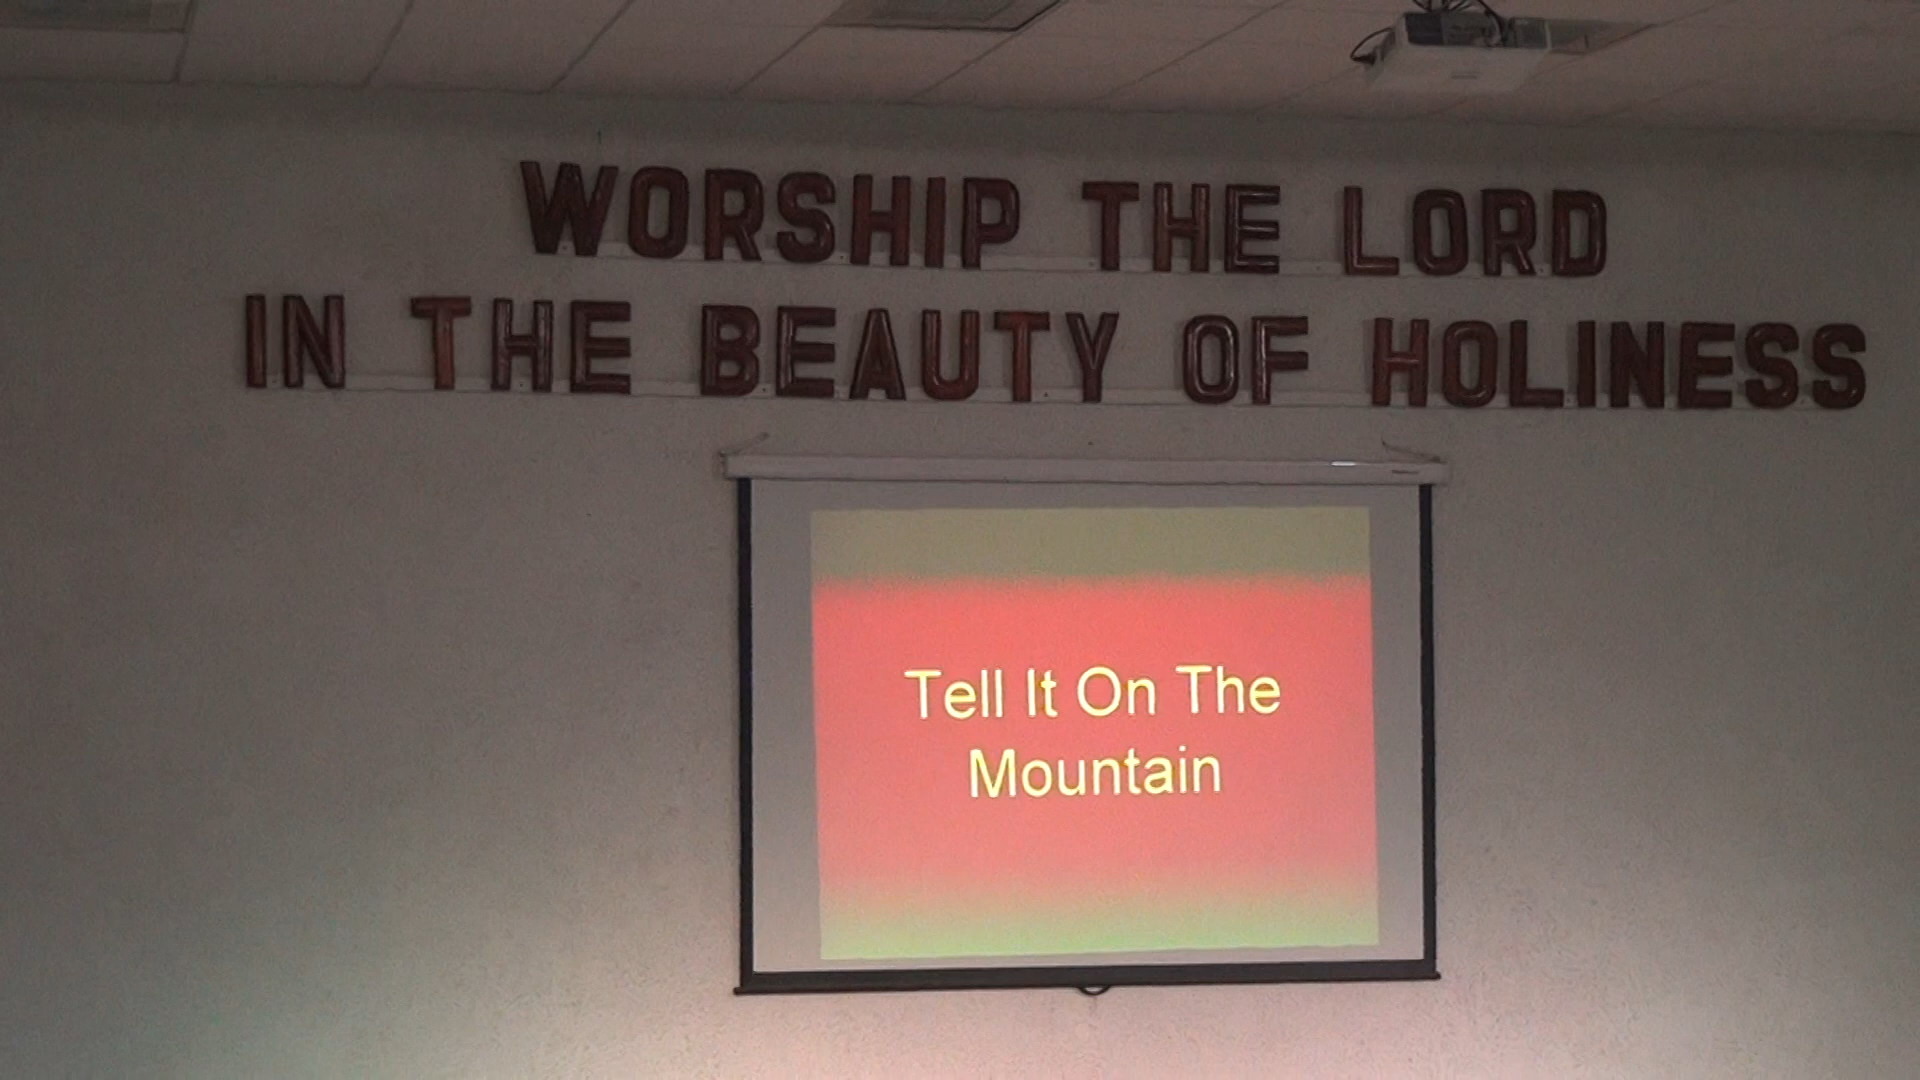 WORSHIP THE LORD
IN THE BEAUTY OF HOLINESS
Tell It On The
Mountain